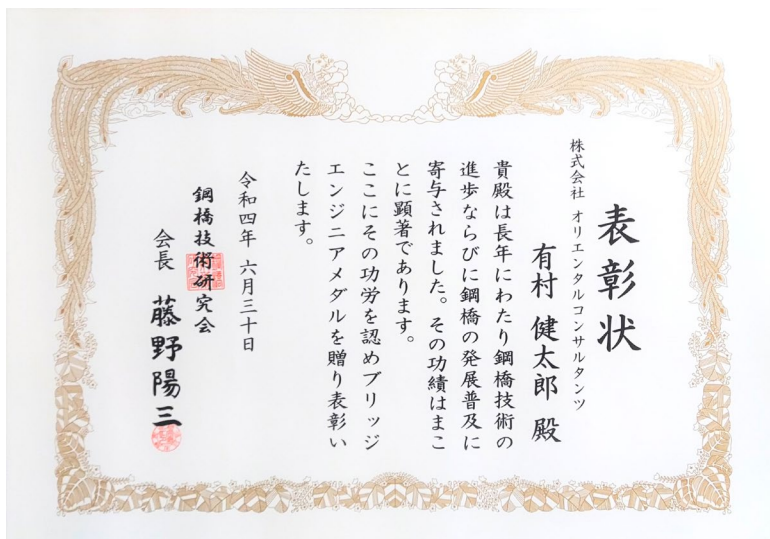 表彰状
株式会社 オリエンタルコンサルタンツ
有村 健太郎 殿
貴殿は長年にわたり鋼橋技術の
進歩ならびに鋼橋の発展普及に
寄与されました。その功績はまこ
とに顕著であります。
ここにその功労を認めブリッジ
エンジニアメダルを贈り表彰い
たします。
令和四年 六月三十日
鋼橋技術研究会
会長 藤野陽三